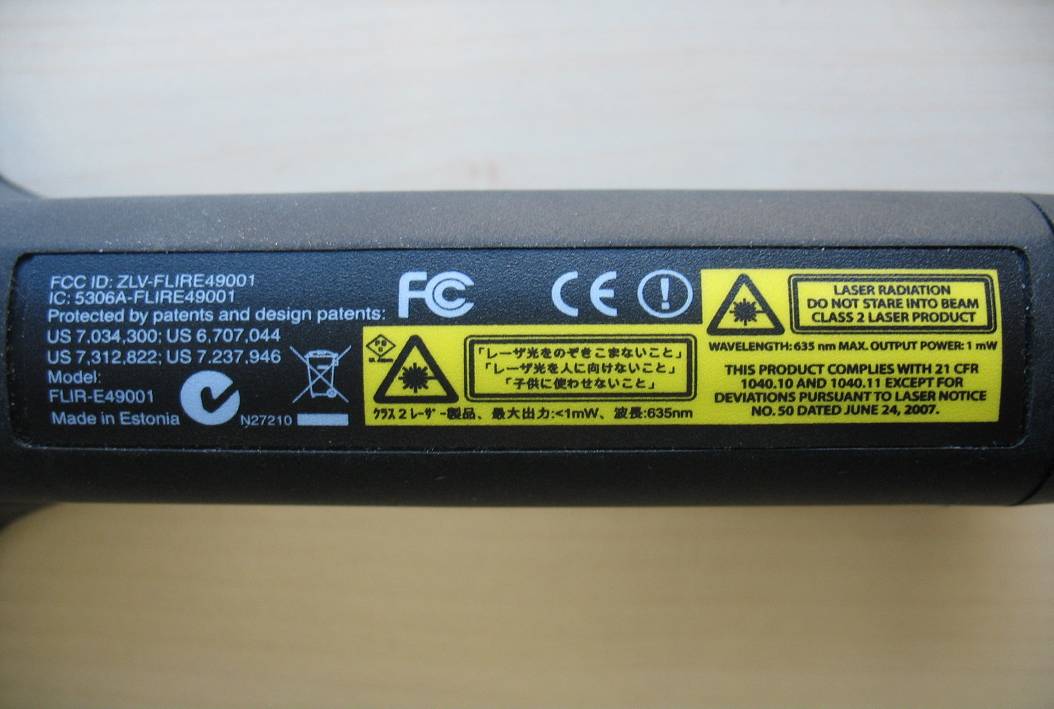 FCC ID: ZLV-FLIRE49001
IC: 5306A-FLIRE49001
Protected by patents and design patents:
US 7,034,300; US 6,707,044
US 7,312,822; US 7,237,946
Model:
FLIR-E49001
Made in Estonia
N27210
FC
CE
!
「レーザ光をのぞきこまないこと」
「レーザ光を人に向けないこと」
「子供に使わせないこと」
クラス2レーザー製品、最大出力:<1mW、波長:635nm
LASER RADIATION
DO NOT STARE INTO BEAM
CLASS 2 LASER PRODUCT
WAVELENGTH: 635 nm MAX. OUTPUT POWER: 1 mW
THIS PRODUCT COMPLIES WITH 21 CFR
1040.10 AND 1040.11 EXCEPT FOR
DEVIATIONS PURSUANT TO LASER NOTICE
NO. 50 DATED JUNE 24, 2007.